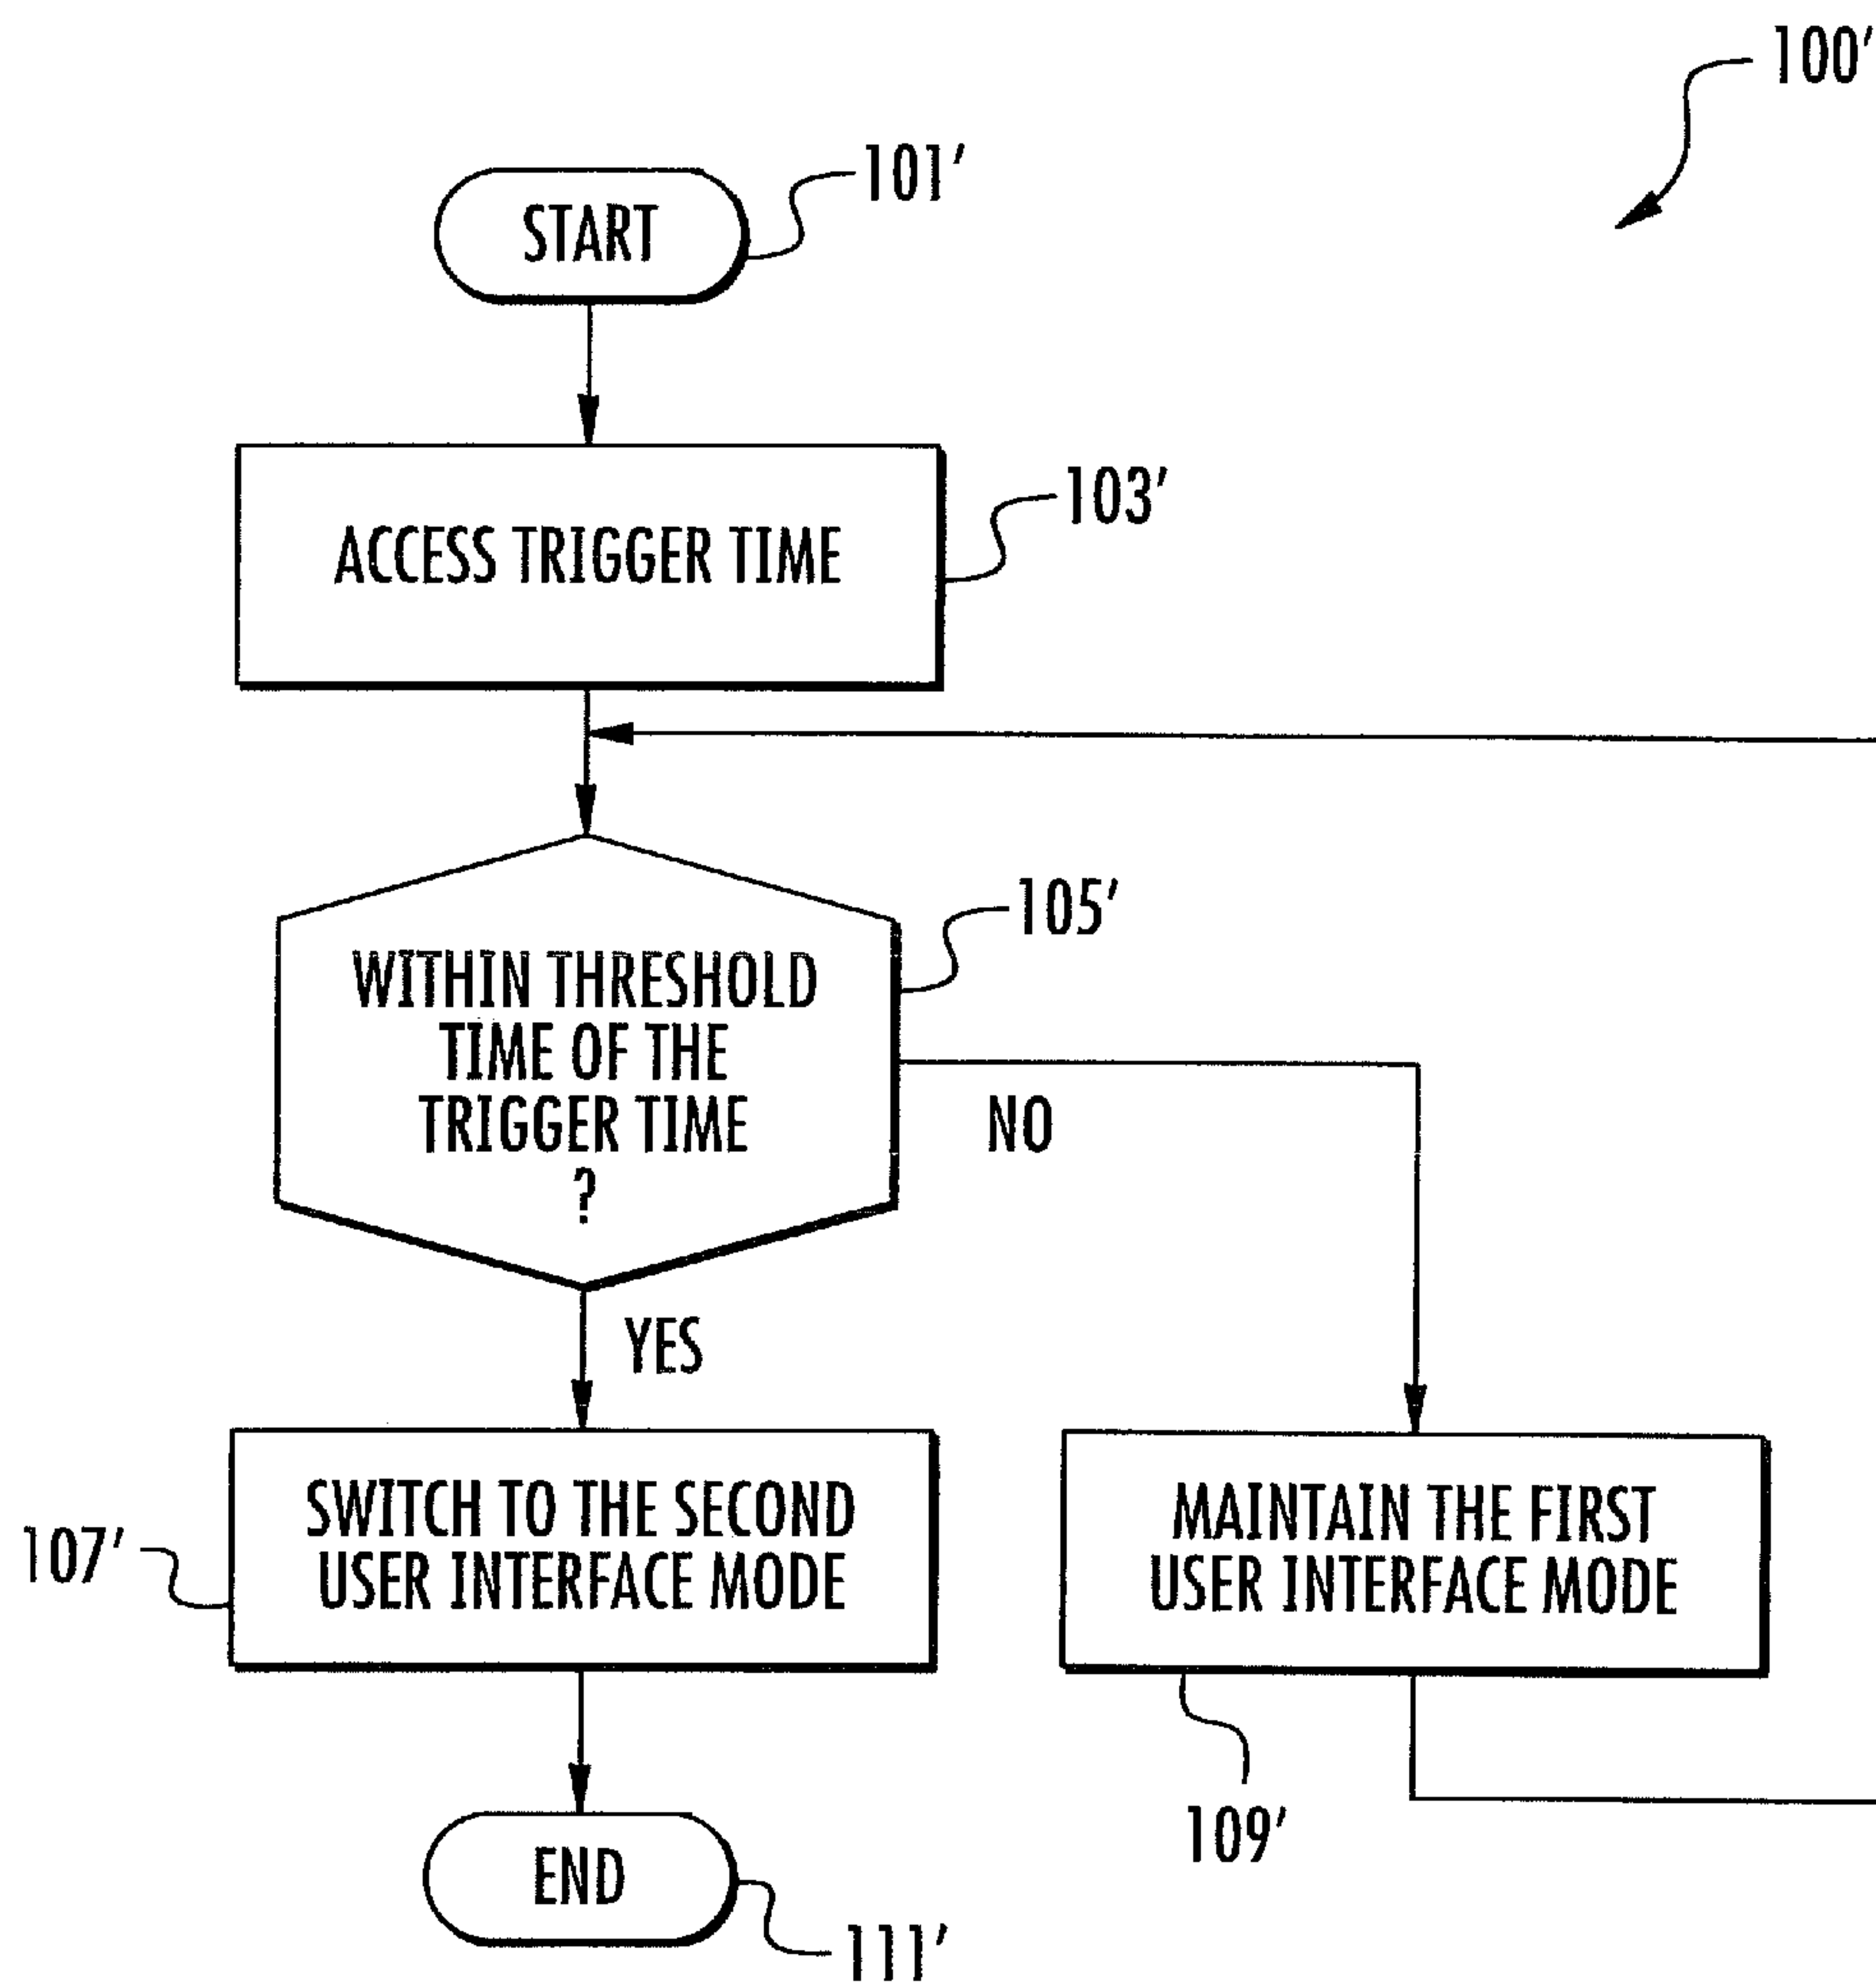 100'
START
101'
ACCESS TRIGGER TIME
103'
WITHIN THRESHOLD
TIME OF THE
TRIGGER TIME
?
105'
NO
YES
SWITCH TO THE SECOND
USER INTERFACE MODE
107'
MAINTAIN THE FIRST
USER INTERFACE MODE
109'
END
111'